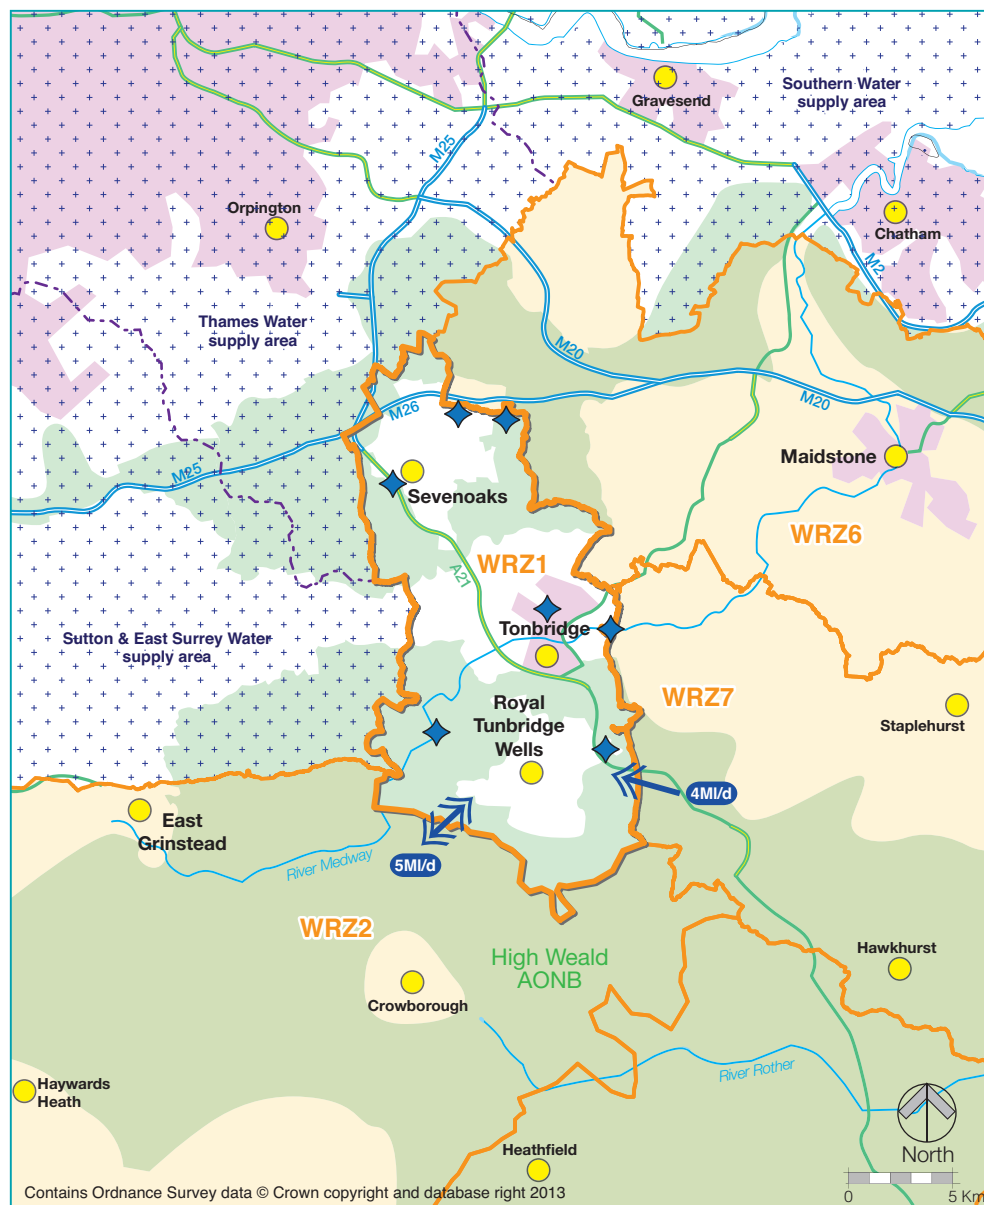 Southern Water
supply area
Gravesend
M25
Orpington
Chatham
M2
Thames Water
supply area
M20
M20
M26
M25
Maidstone
Sevenoaks
WRZ6
WRZ1
A21
Tonbridge
Sutton & East Surrey Water
supply area
WRZ7
Royal
Tunbridge
Wells
Staplehurst
4Ml/d
East
Grinstead
River Medway
5Ml/d
WRZ2
High Weald
AONB
Hawkhurst
Crowborough
River Rother
Haywards
Heath
North
Heathfield
Contains Ordnance Survey data © Crown copyright and database right 2013
0 5 Km